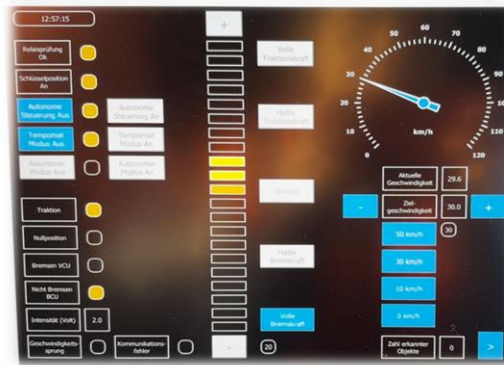 12:57:15
+
Relaisprüfung
Ok
Schlüsselposition
An
Autonome
Steuerung Aus
Autonome
Steuerung An
Tempomat
Modus Aus
Tempomat
Modus An
Autonomer
Modus Aus
Autonomer
Modus An
Traktion
Nullposition
Bremsen VCU
Nicht Bremsen
BCU
Intensität (Volt)
2.0
Geschwindigkeits-
sprung
Kommunikations-
fehler
-
20
Volle
Traktionskraft
Halbe
Traktionskraft
Neutral
Halbe
Bremskraft
Volle
Bremskraft
0
10
20
30
40
50
60
70
80
90
100
110
120
km/h
Aktuelle
Geschwindigkeit
29.6
-
Ziel-
geschwindigkeit
30.0
+
50 km/h
30
30 km/h
10 km/h
0 km/h
Zahl erkannter
Objekte
0
>